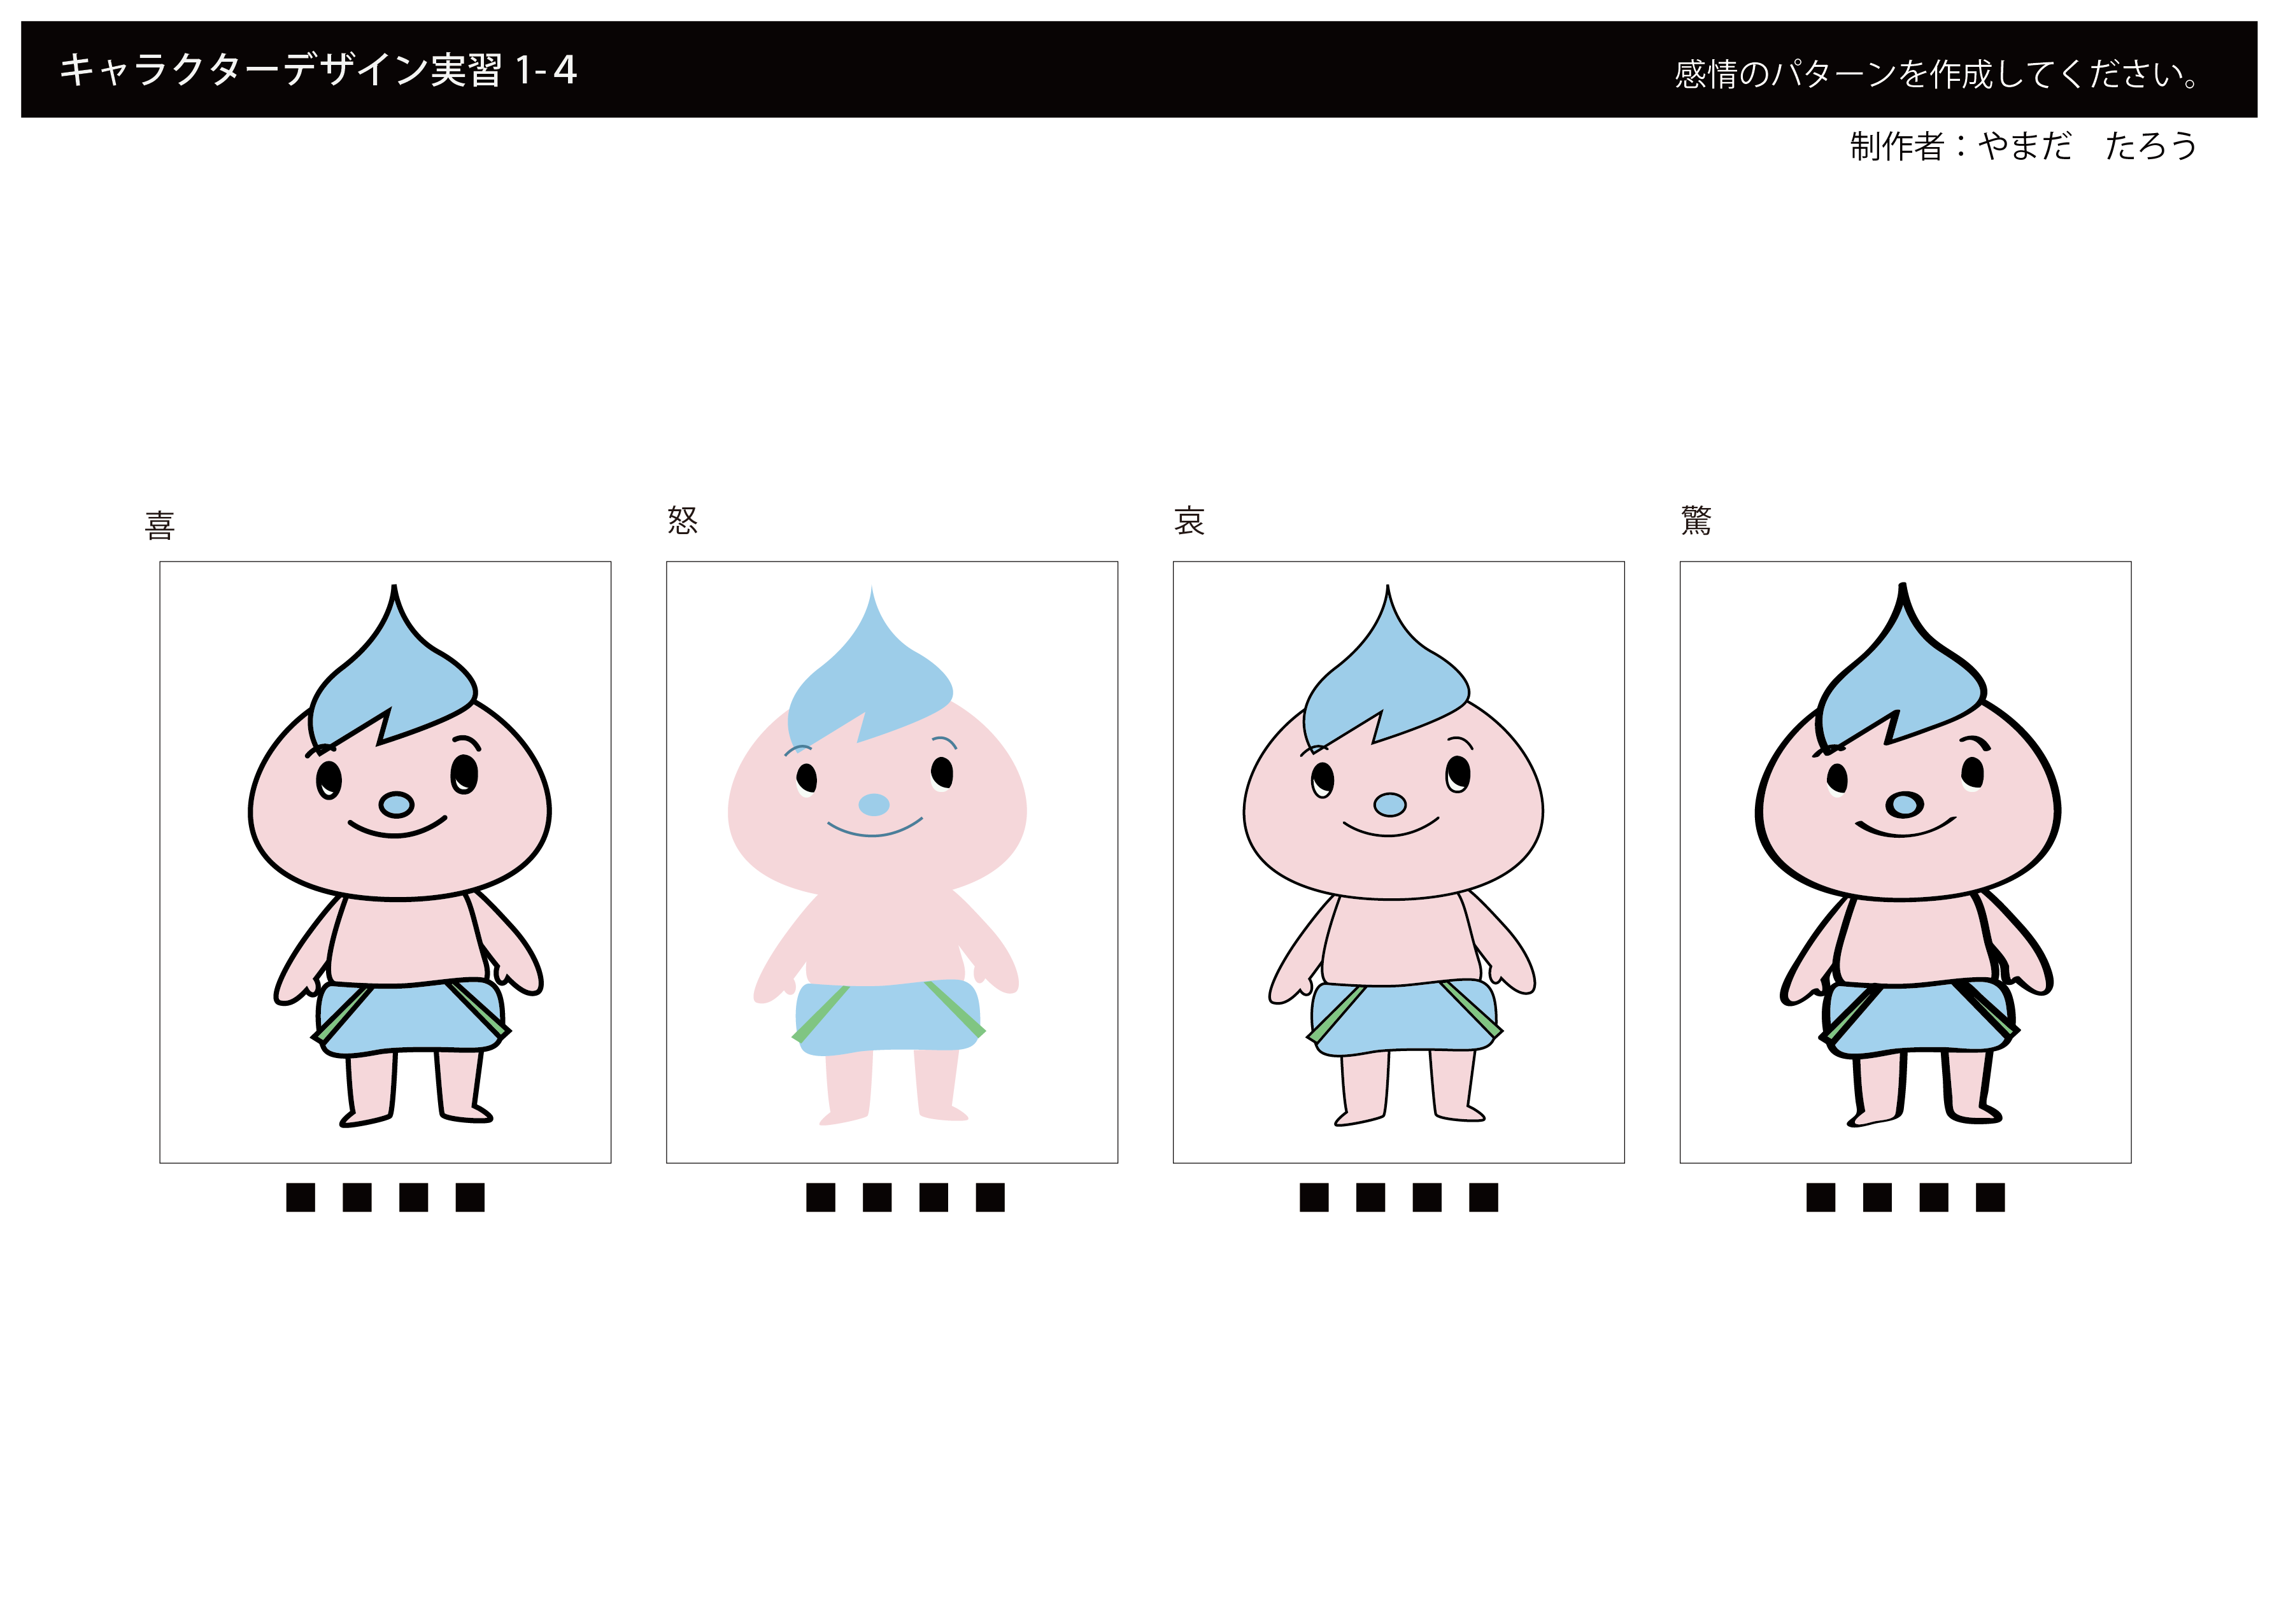 キャラクターデザイン実習 1-4
感情のパターンを作成してください。
制作者：やまだ　たろう
喜
怒
哀
驚
■ ■ ■ ■
■ ■ ■ ■
■ ■ ■ ■
■ ■ ■ ■